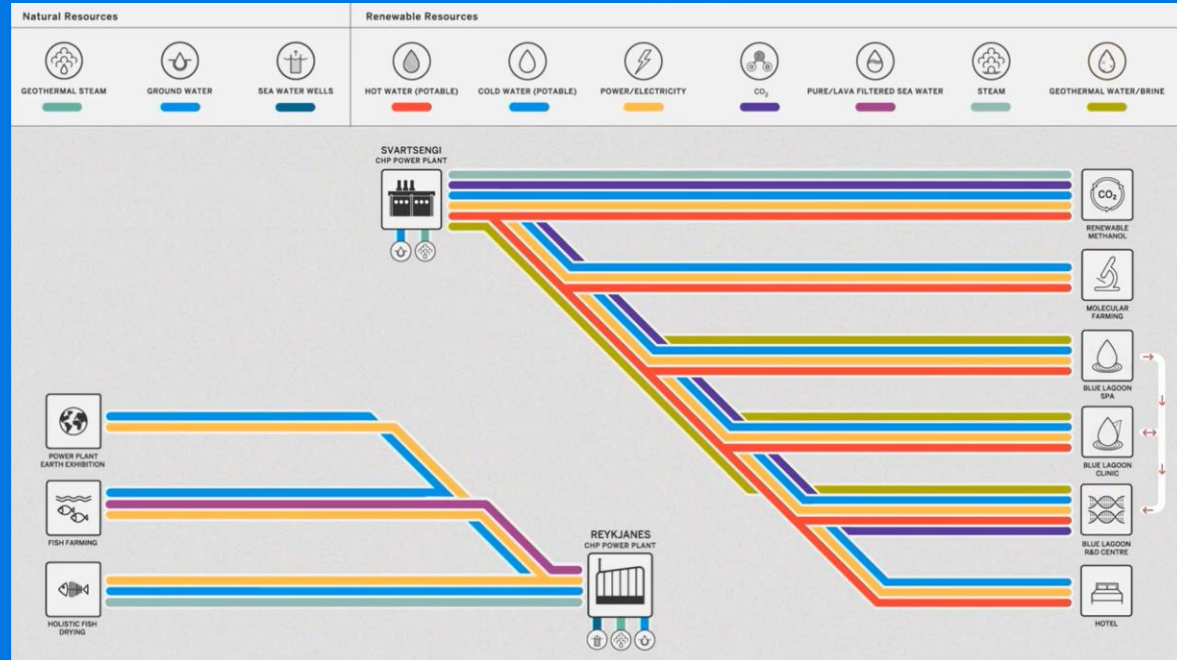 Natural Resources
Renewable Resources
GEOTHERMAL STEAM
GROUND WATER
SEA WATER WELLS
HOT WATER (POTABLE)
COLD WATER (POTABLE)
POWER/ELECTRICITY
CO₂
PURE/LAVA FILTERED SEA WATER
STEAM
GEOTHERMAL WATER/BRINE
SVARTSENGI
CHP POWER PLANT
CO₂
RENEWABLE
METHANOL
MOLECULAR
FARMING
BLUE LAGOON
SPA
POWER PLANT
EARTH EXHIBITION
BLUE LAGOON
CLINIC
FISH FARMING
REYKJANES
CHP POWER PLANT
BLUE LAGOON
R&D CENTRE
HOLISTIC FISH
DRYING
HOTEL